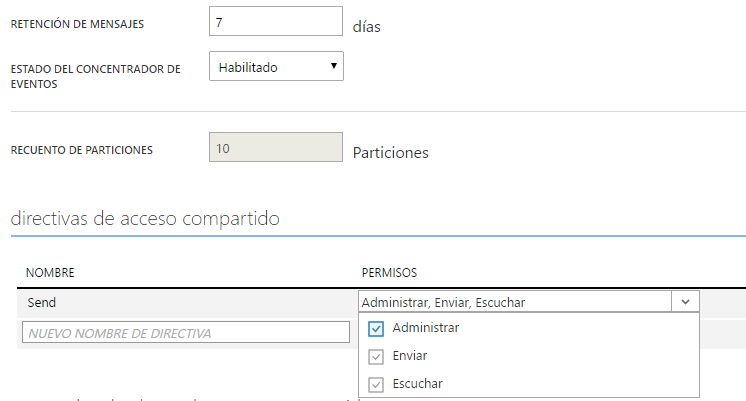 RETENCIÓN DE MENSAJES 7 días
ESTADO DEL CONCENTRADOR DE EVENTOS Habilitado
RECUENTO DE PARTICIONES 10 Particiones
directivas de acceso compartido
NOMBRE PERMISOS
Send Administrar, Enviar, Escuchar
NUEVO NOMBRE DE DIRECTIVA Administrar
Enviar
Escuchar